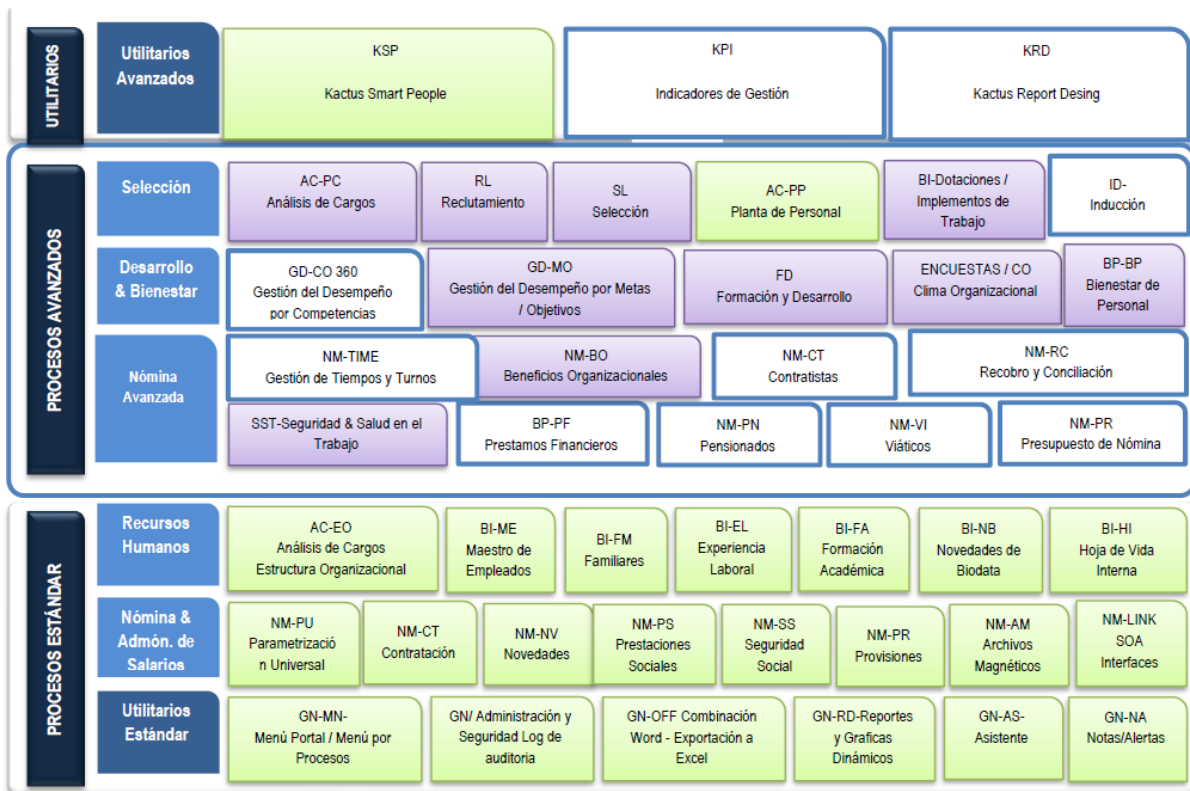 UTILITARIOS
Utilitarios
Avanzados
KSP
Kactus Smart People
KPI
Indicadores de Gestión
KRD
Kactus Report Desing
PROCESOS AVANZADOS
Selección
AC-PC
Análisis de Cargos
RL
Reclutamiento
SL
Selección
AC-PP
Planta de Personal
BI-Dotaciones /
Implementos de
Trabajo
ID-
Inducción
Desarrollo
& Bienestar
GD-CO 360
Gestión del Desempeño
por Competencias
GD-MO
Gestión del Desempeño por Metas
/ Objetivos
FD
Formación y Desarrollo
ENCUESTAS / CO
Clima Organizacional
BP-BP
Bienestar de
Personal
Nómina
Avanzada
NM-TIME
Gestión de Tiempos y Turnos
NM-BO
Beneficios Organizacionales
NM-CT
Contratistas
NM-RC
Recobro y Conciliación
SST-Seguridad & Salud en el
Trabajo
BP-PF
Prestamos Financieros
NM-PN
Pensionados
NM-VI
Viáticos
NM-PR
Presupuesto de Nómina
PROCESOS ESTÁNDAR
Recursos
Humanos
AC-EO
Análisis de Cargos
Estructura Organizacional
BI-ME
Maestro de
Empleados
BI-FM
Familiares
BI-EL
Experiencia
Laboral
BI-FA
Formación
Académica
BI-NB
Novedades de
Biodata
BI-HI
Hoja de Vida
Interna
Nómina &
Admón. de
Salarios
NM-PU
Parametrizació
n Universal
NM-CT
Contratación
NM-NV
Novedades
NM-PS
Prestaciones
Sociales
NM-SS
Seguridad
Social
NM-PR
Provisiones
NM-AM
Archivos
Magnéticos
NM-LINK
SOA
Interfaces
Utilitarios
Estándar
GN-MN-
Menú Portal / Menú por
Procesos
GN/ Administración y
Seguridad Log de
auditoria
GN-OFF Combinación
Word - Exportación a
Excel
GN-RD-Reportes
y Graficas
Dinámicos
GN-AS-
Asistente
GN-NA
Notas/Alertas